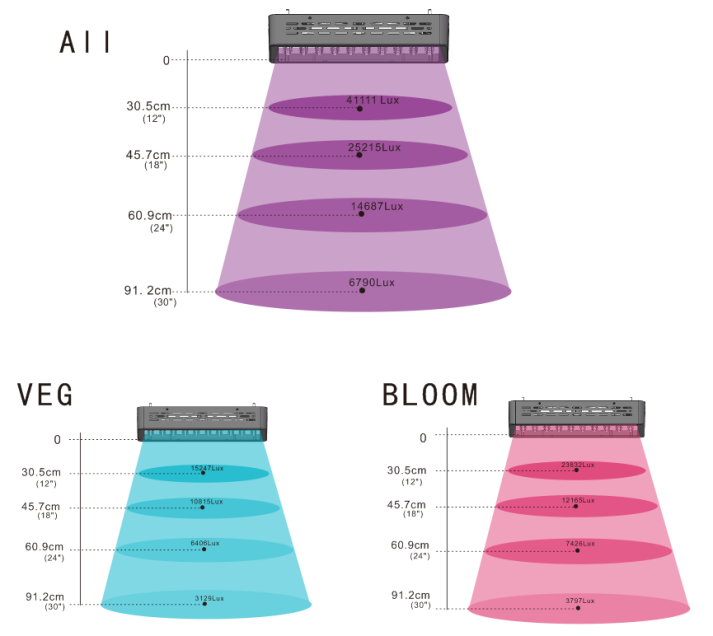 All
0
41111 Lux
30.5cm
(12")
25215Lux
45.7cm
(18")
14687Lux
60.9cm
(24")
6790Lux
91.2cm
(30")
VEG
0
15247Lux
30.5cm
(12")
10815Lux
45.7cm
(18")
6406Lux
60.9cm
(24")
3129Lux
91.2cm
(30")
BLOOM
0
23832Lux
30.5cm
(12")
12165Lux
45.7cm
(18")
7426Lux
60.9cm
(24")
3797Lux
91.2cm
(30")